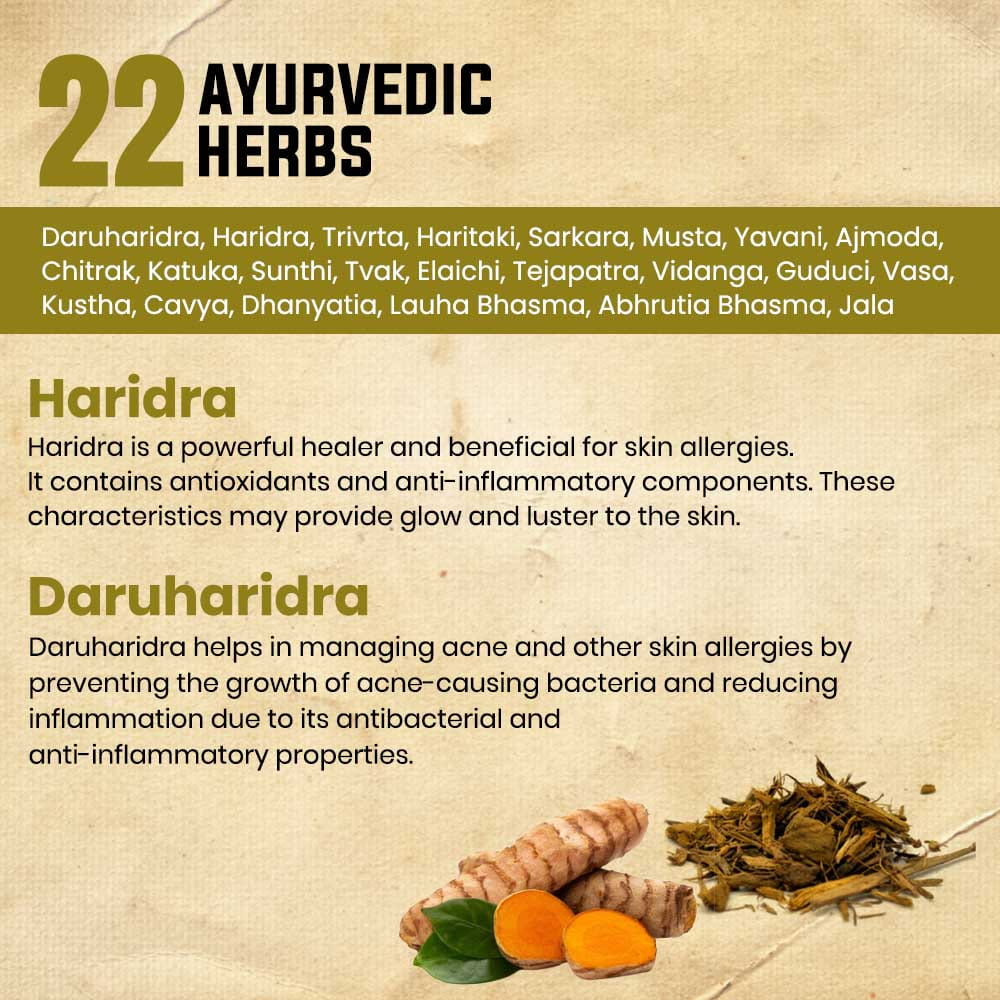 22 AYURVEDIC
HERBS
Daruharidra, Haridra, Trivrta, Haritaki, Sarkara, Musta, Yavani, Ajmoda,
Chitrak, Katuka, Sunthi, Tvak, Elaichi, Tejapatra, Vidanga, Guduci, Vasa,
Kustha, Cavya, Dhanyatia, Lauha Bhasma, Abhrutia Bhasma, Jala
Haridra
Haridra is a powerful healer and beneficial for skin allergies.
It contains antioxidants and anti-inflammatory components. These
characteristics may provide glow and luster to the skin.
Daruharidra
Daruharidra helps in managing acne and other skin allergies by
preventing the growth of acne-causing bacteria and reducing
inflammation due to its antibacterial and
anti-inflammatory properties.